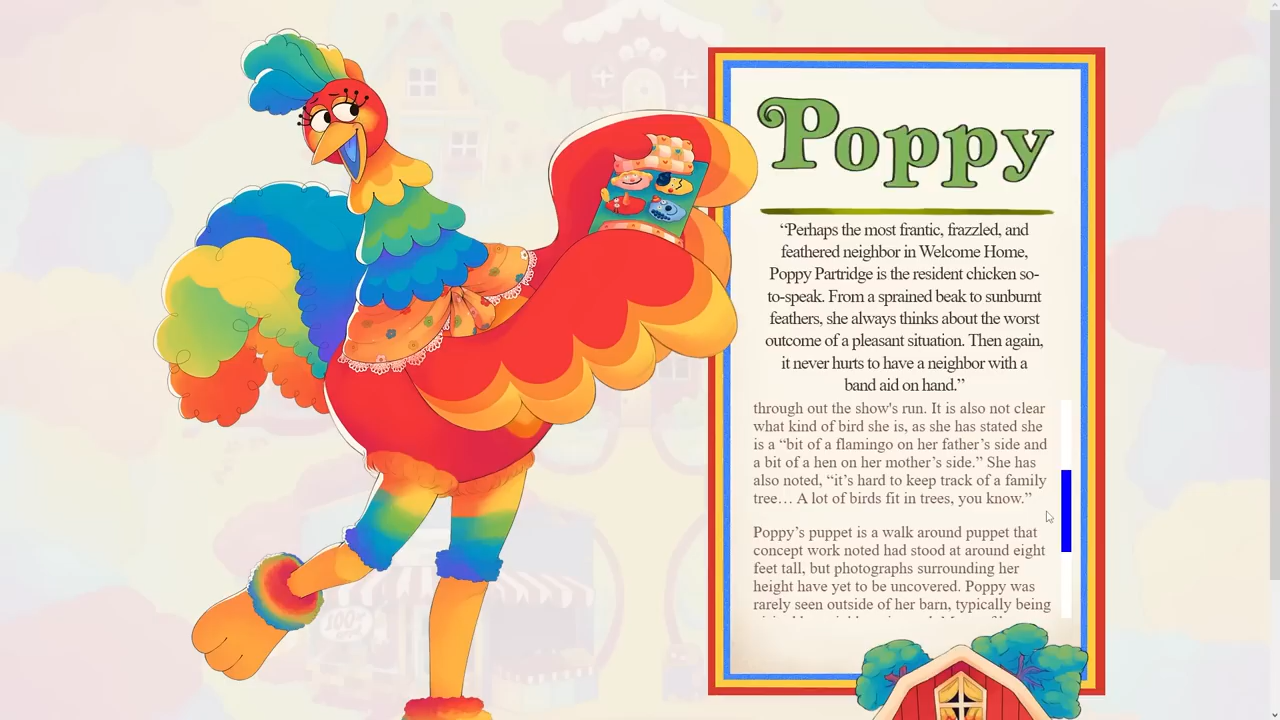 Poppy
“Perhaps the most frantic, frazzled, and
feathered neighbor in Welcome Home,
Poppy Partridge is the resident chicken so-
to-speak. From a sprained beak to sunburnt
feathers, she always thinks about the worst
outcome of a pleasant situation. Then again,
it never hurts to have a neighbor with a
band aid on hand.”
through out the show's run. It is also not clear
what kind of bird she is, as she has stated she
is a “bit of a flamingo on her father’s side and
a bit of a hen on her mother’s side.” She has
also noted, “it’s hard to keep track of a family
tree… A lot of birds fit in trees, you know.”
Poppy’s puppet is a walk around puppet that
concept work noted had stood at around eight
feet tall, but photographs surrounding her
height have yet to be uncovered. Poppy was
rarely seen outside of her barn, typically being
100%
OFF!